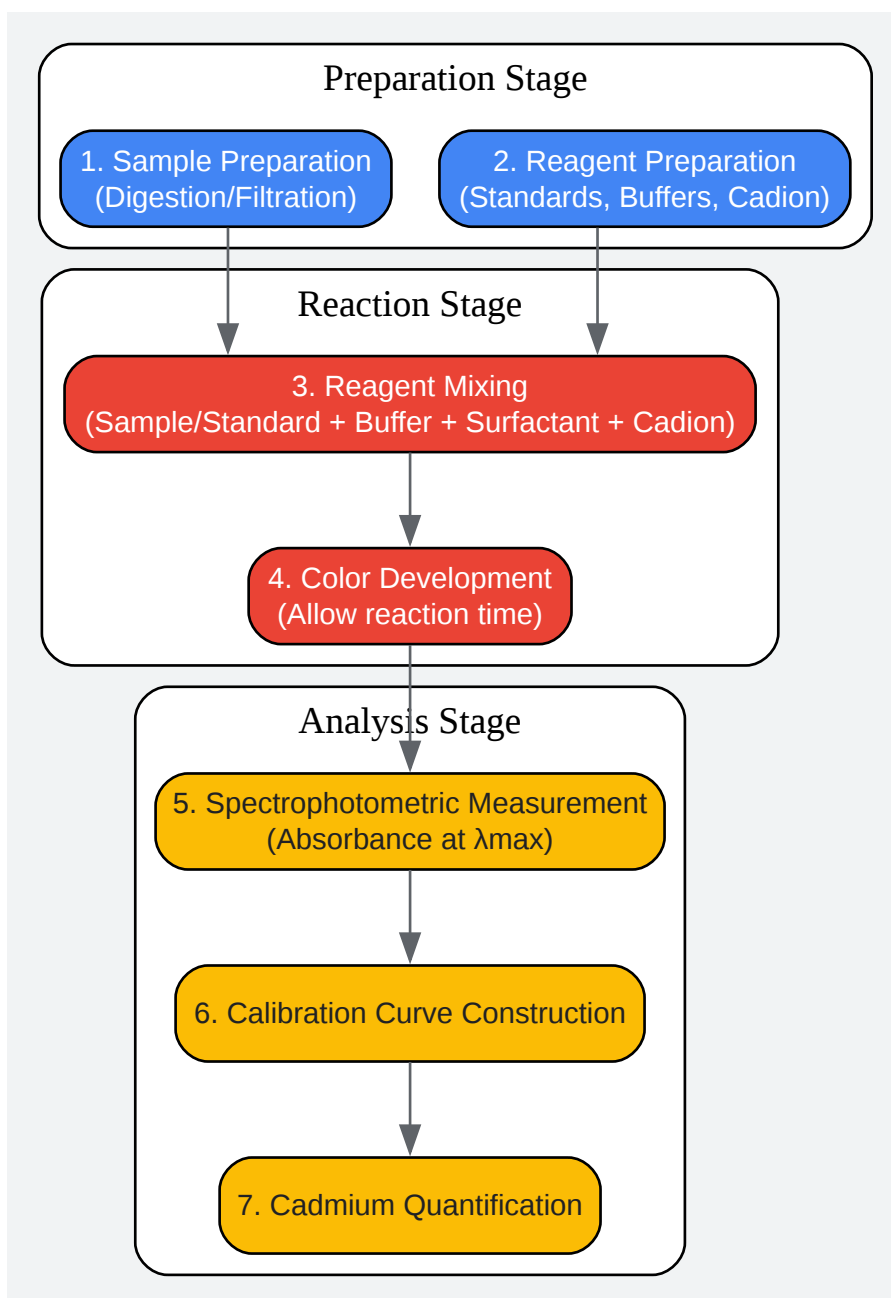 Preparation Stage
1. Sample Preparation
(Digestion/Filtration)
2. Reagent Preparation
(Standards, Buffers, Cadion)
Reaction Stage
3. Reagent Mixing
(Sample/Standard + Buffer + Surfactant + Cadion)
4. Color Development
(Allow reaction time)
Analysis Stage
5. Spectrophotometric Measurement
(Absorbance at λmax)
6. Calibration Curve Construction
7. Cadmium Quantification